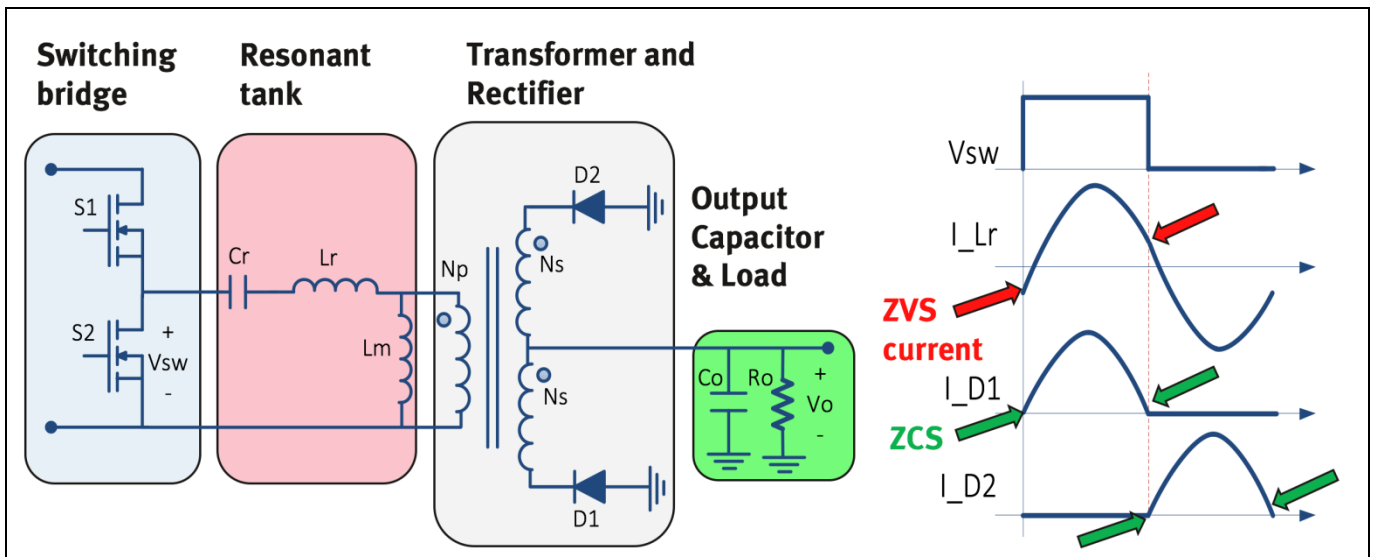 Switching
bridge
Resonant
tank
Transformer and
Rectifier
Output
Capacitor
& Load
S1
S2
+
Vsw
-
Cr
Lr
Lm
Np
Ns
Ns
D2
D1
Co
Ro
+
Vo
-
Vsw
I_Lr
ZVS
current
I_D1
ZCS
I_D2